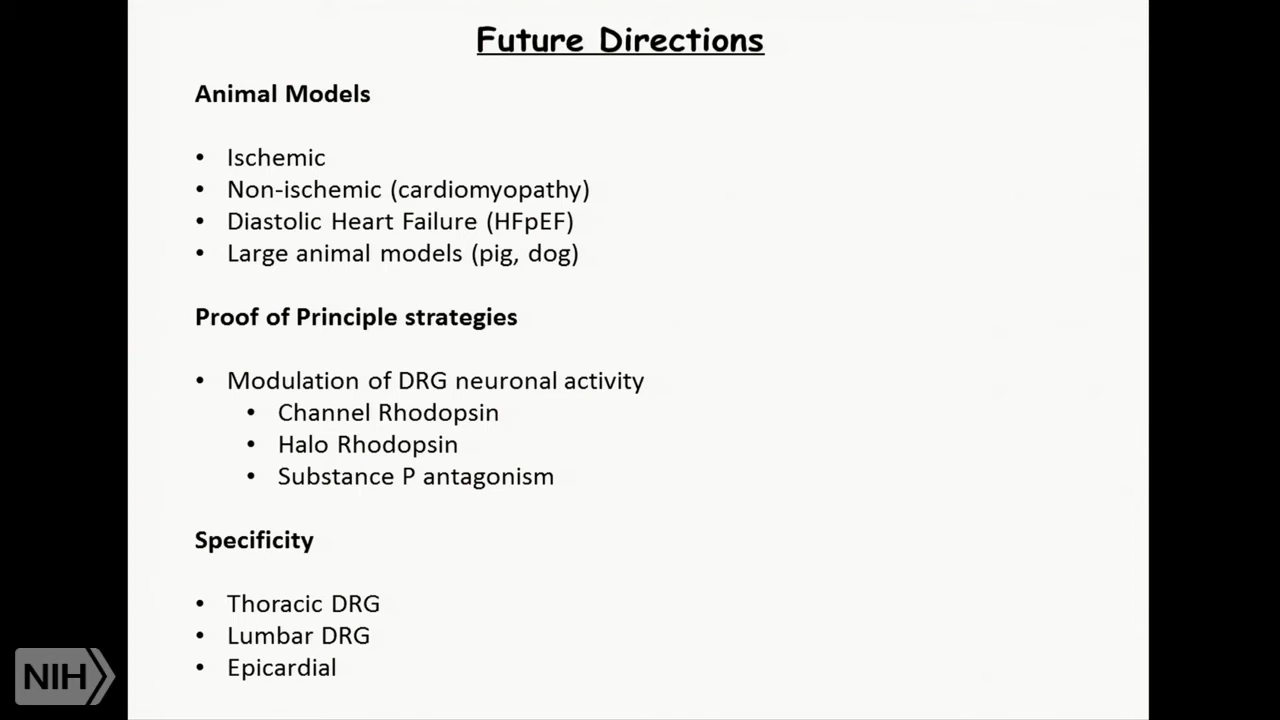 Future Directions
Animal Models
• Ischemic
• Non-ischemic (cardiomyopathy)
• Diastolic Heart Failure (HFpEF)
• Large animal models (pig, dog)
Proof of Principle strategies
• Modulation of DRG neuronal activity
• Channel Rhodopsin
• Halo Rhodopsin
• Substance P antagonism
Specificity
• Thoracic DRG
• Lumbar DRG
• Epicardial
NIH